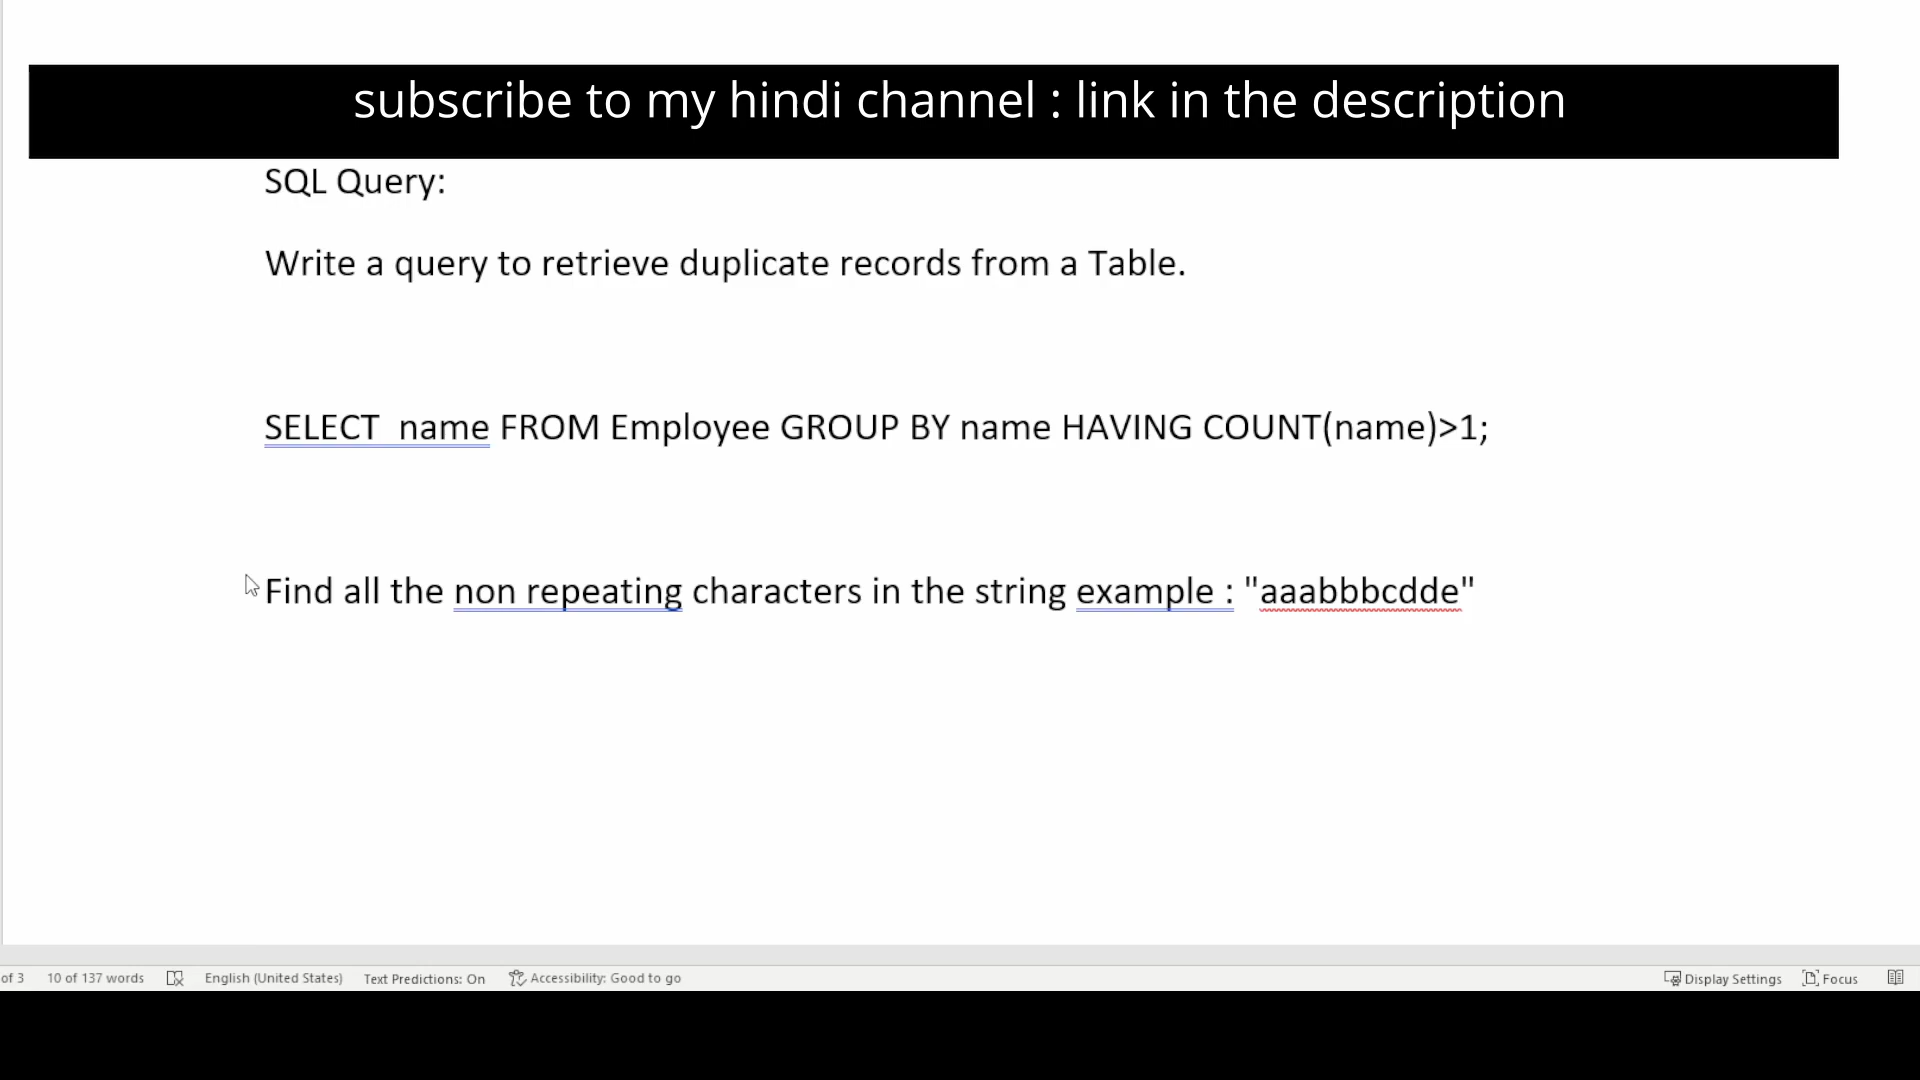 subscribe to my hindi channel : link in the description
SQL Query:
Write a query to retrieve duplicate records from a Table.
SELECT  name FROM Employee GROUP BY name HAVING COUNT(name)>1;
Find all the non repeating characters in the string example : "aaabbbcdde"
of 3 10 of 137 words English (United States) Text Predictions: On Accessibility: Good to go Display Settings Focus